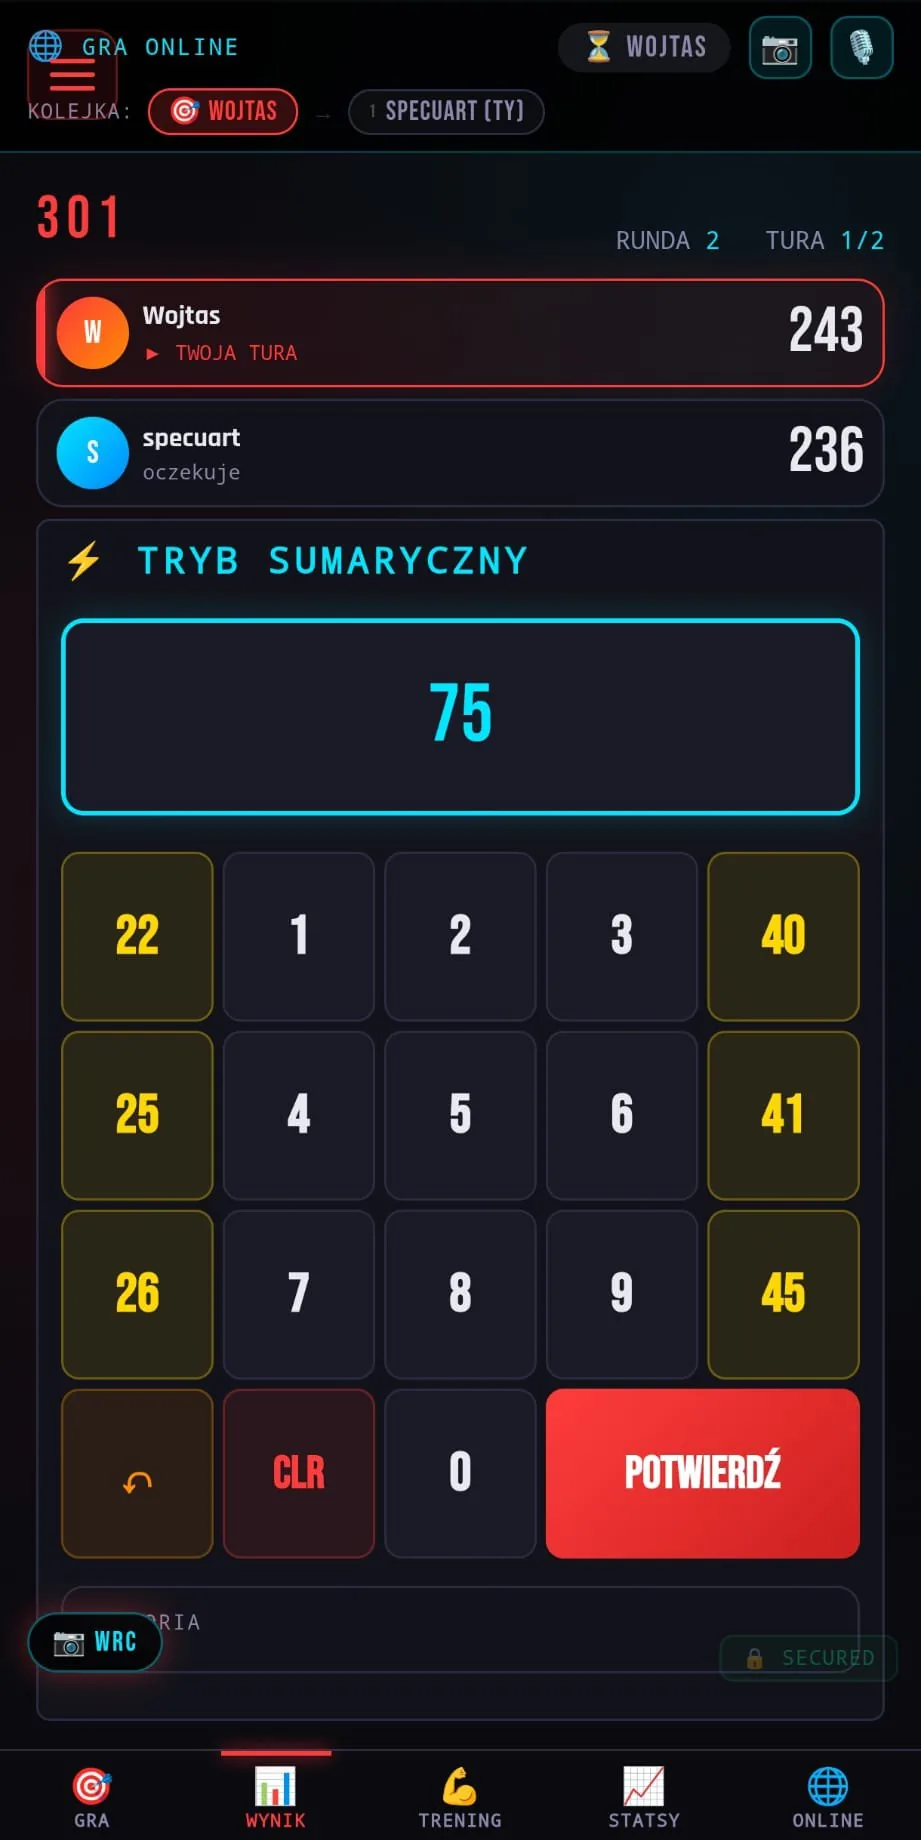 GRA ONLINE
WOJTAS
KOLEJKA: WOJTAS → 1 SPECUART (TY)
301
RUNDA 2 TURA 1/2
W Wojtas 243
► TWOJA TURA
S specuart 236
oczekuje
TRYB SUMARYCZNY
75
22 1 2 3 40
25 4 5 6 41
26 7 8 9 45
CLR 0 POTWIERDŹ
WRC
SECURED
GRA WYNIK TRENING STATSY ONLINE